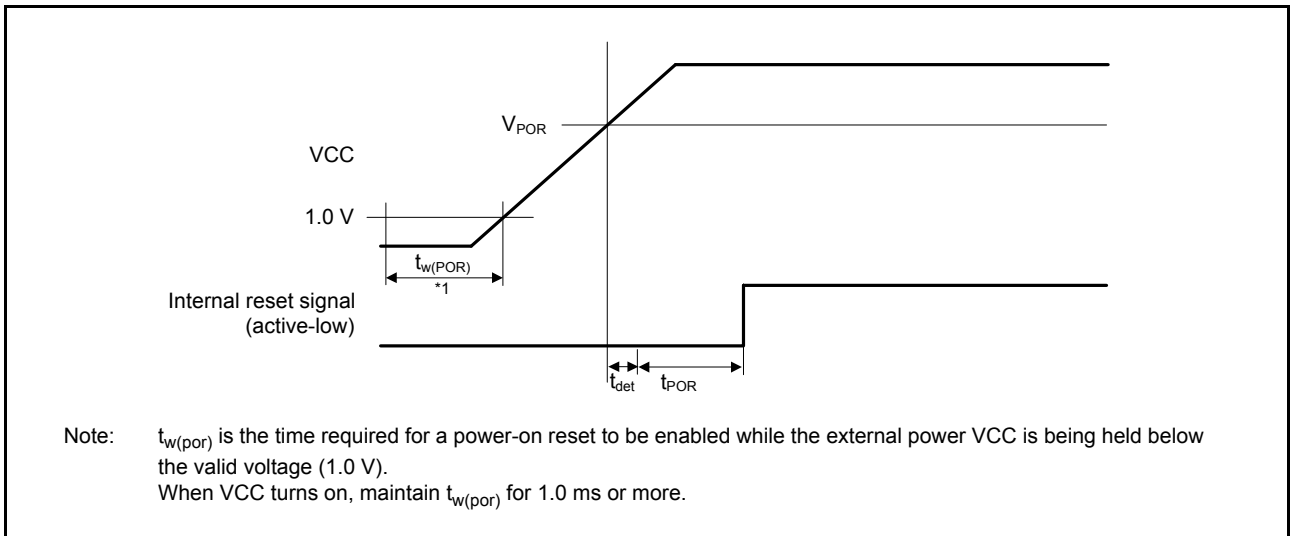 V_POR
VCC
1.0 V
t_w(POR)
*1
Internal reset signal
(active-low)
t_det
t_POR
Note: t_w(por) is the time required for a power-on reset to be enabled while the external power VCC is being held below
the valid voltage (1.0 V).
When VCC turns on, maintain t_w(por) for 1.0 ms or more.